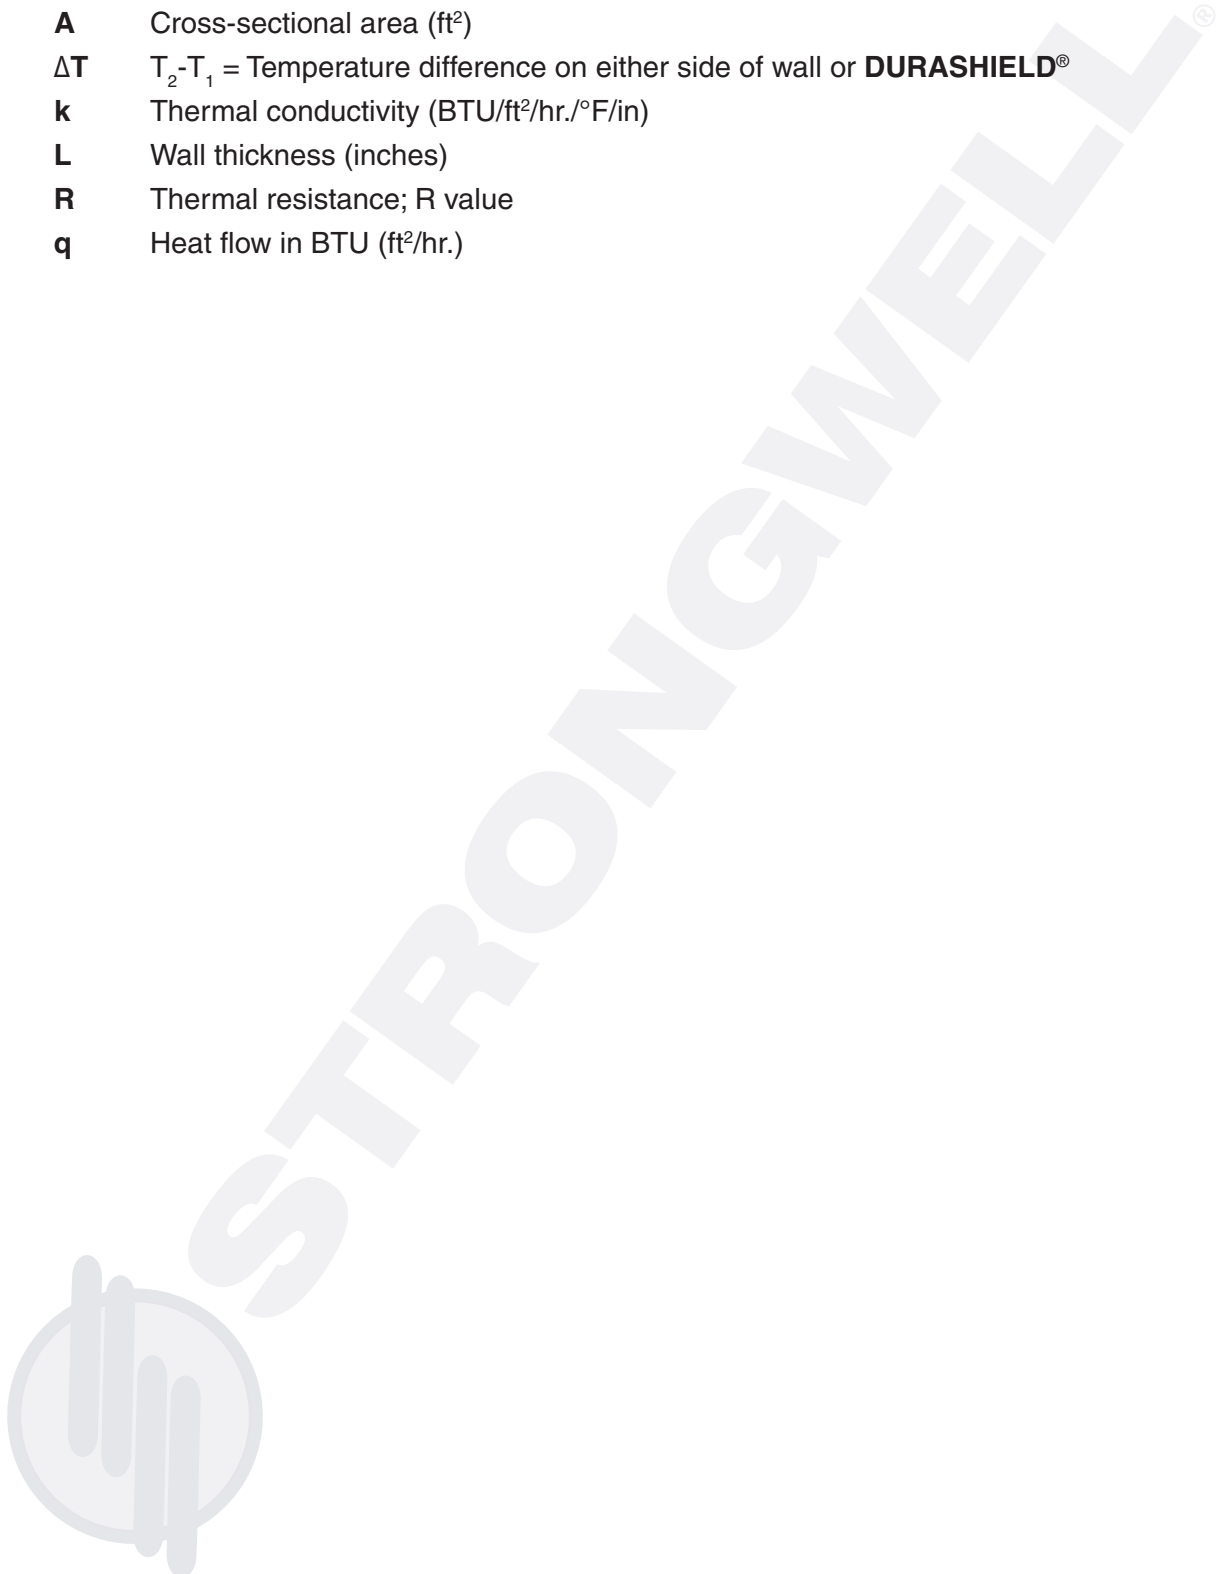 A Cross-sectional area (ft²)
ΔT T₂-T₁ = Temperature difference on either side of wall or DURASHIELD®
k Thermal conductivity (BTU/ft²/hr./°F/in)
L Wall thickness (inches)
R Thermal resistance; R value
q Heat flow in BTU (ft²/hr.)
STRONGWELL®